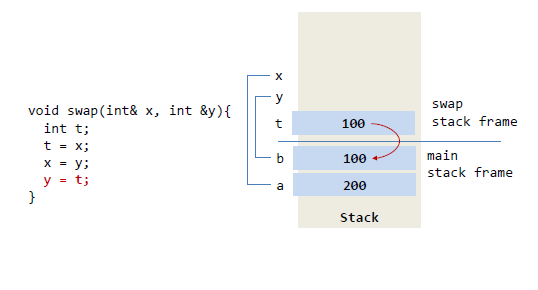 void swap(int& x, int &y){
int t;
t = x;
x = y;
y = t;
}
x
y
t
100
swap
stack frame
b
100
main
stack frame
a
200
Stack